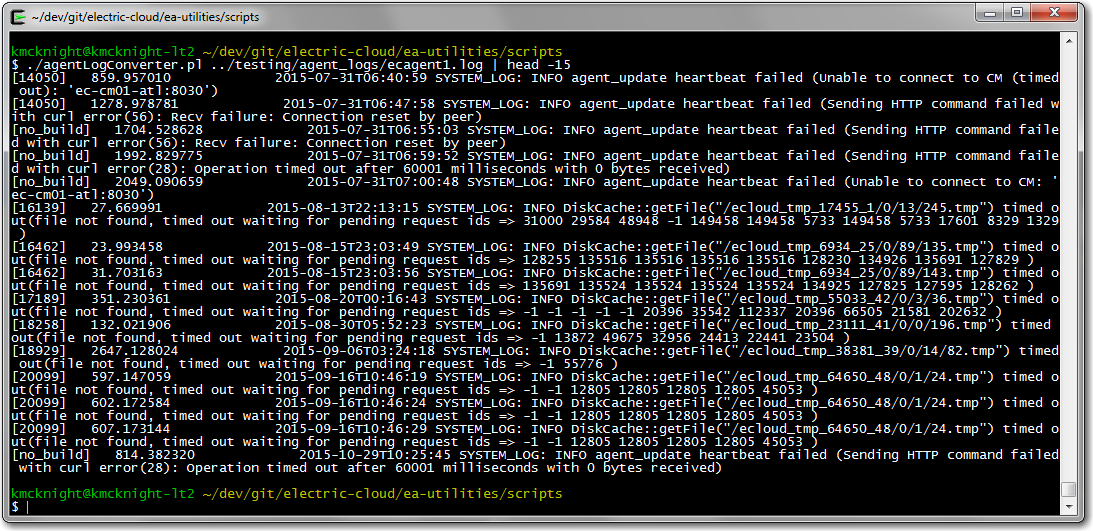 ~/dev/git/electric-cloud/ea-utilities/scripts
kmcknight@kmcknight-lt2 ~/dev/git/electric-cloud/ea-utilities/scripts
$ ./agentLogConverter.pl ../testing/agent_logs/ecagent1.log | head -15
[14050]   859.957010             2015-07-31T06:40:59 SYSTEM_LOG: INFO agent_update heartbeat failed (Unable to connect to CM (timed
 out): 'ec-cm01-atl:8030')
[14050]   1278.978781             2015-07-31T06:47:58 SYSTEM_LOG: INFO agent_update heartbeat failed (Sending HTTP command failed w
ith curl error(56): Recv failure: Connection reset by peer)
[no_build]   1704.528628             2015-07-31T06:55:03 SYSTEM_LOG: INFO agent_update heartbeat failed (Sending HTTP command faile
d with curl error(56): Recv failure: Connection reset by peer)
[no_build]   1992.829775             2015-07-31T06:59:52 SYSTEM_LOG: INFO agent_update heartbeat failed (Sending HTTP command faile
d with curl error(28): Operation timed out after 60001 milliseconds with 0 bytes received)
[no_build]   2049.090659             2015-07-31T07:00:48 SYSTEM_LOG: INFO agent_update heartbeat failed (Unable to connect to CM: '
ec-cm01-atl:8030')
[16139]   27.669991             2015-08-13T22:13:15 SYSTEM_LOG: INFO DiskCache::getFile("/ecloud_tmp_17455_1/0/13/245.tmp") timed o
ut(file not found, timed out waiting for pending request ids => 31000 29584 48948 -1 149458 149458 5733 149458 5733 17601 8329 1329
 )
[16462]   23.993458             2015-08-15T23:03:49 SYSTEM_LOG: INFO DiskCache::getFile("/ecloud_tmp_6934_25/0/89/135.tmp") timed o
ut(file not found, timed out waiting for pending request ids => 128255 135516 135516 135516 135516 128230 134926 135691 127829 )
[16462]   31.703163             2015-08-15T23:03:56 SYSTEM_LOG: INFO DiskCache::getFile("/ecloud_tmp_6934_25/0/89/143.tmp") timed o
ut(file not found, timed out waiting for pending request ids => 135691 135524 135524 135524 135524 134925 127825 127595 128262 )
[17189]   351.230361             2015-08-20T00:16:43 SYSTEM_LOG: INFO DiskCache::getFile("/ecloud_tmp_55033_42/0/3/36.tmp") timed o
ut(file not found, timed out waiting for pending request ids => -1 -1 -1 -1 -1 20396 35542 112337 20396 66505 21581 202632 )
[18258]   132.021906             2015-08-30T05:52:23 SYSTEM_LOG: INFO DiskCache::getFile("/ecloud_tmp_23111_41/0/0/196.tmp") timed
out(file not found, timed out waiting for pending request ids => -1 13872 49675 32956 24413 22441 23504 )
[18929]   2647.128024             2015-09-06T03:24:18 SYSTEM_LOG: INFO DiskCache::getFile("/ecloud_tmp_38381_39/0/14/82.tmp") timed
 out(file not found, timed out waiting for pending request ids => -1 55776 )
[20099]   597.147059             2015-09-16T10:46:19 SYSTEM_LOG: INFO DiskCache::getFile("/ecloud_tmp_64650_48/0/1/24.tmp") timed o
ut(file not found, timed out waiting for pending request ids => -1 -1 12805 12805 12805 12805 45053 )
[20099]   602.172584             2015-09-16T10:46:24 SYSTEM_LOG: INFO DiskCache::getFile("/ecloud_tmp_64650_48/0/1/24.tmp") timed o
ut(file not found, timed out waiting for pending request ids => -1 -1 12805 12805 12805 12805 45053 )
[20099]   607.173144             2015-09-16T10:46:29 SYSTEM_LOG: INFO DiskCache::getFile("/ecloud_tmp_64650_48/0/1/24.tmp") timed o
ut(file not found, timed out waiting for pending request ids => -1 -1 12805 12805 12805 12805 45053 )
[no_build]   814.382320             2015-10-29T10:25:45 SYSTEM_LOG: INFO agent_update heartbeat failed (Sending HTTP command failed
 with curl error(28): Operation timed out after 60001 milliseconds with 0 bytes received)
kmcknight@kmcknight-lt2 ~/dev/git/electric-cloud/ea-utilities/scripts
$